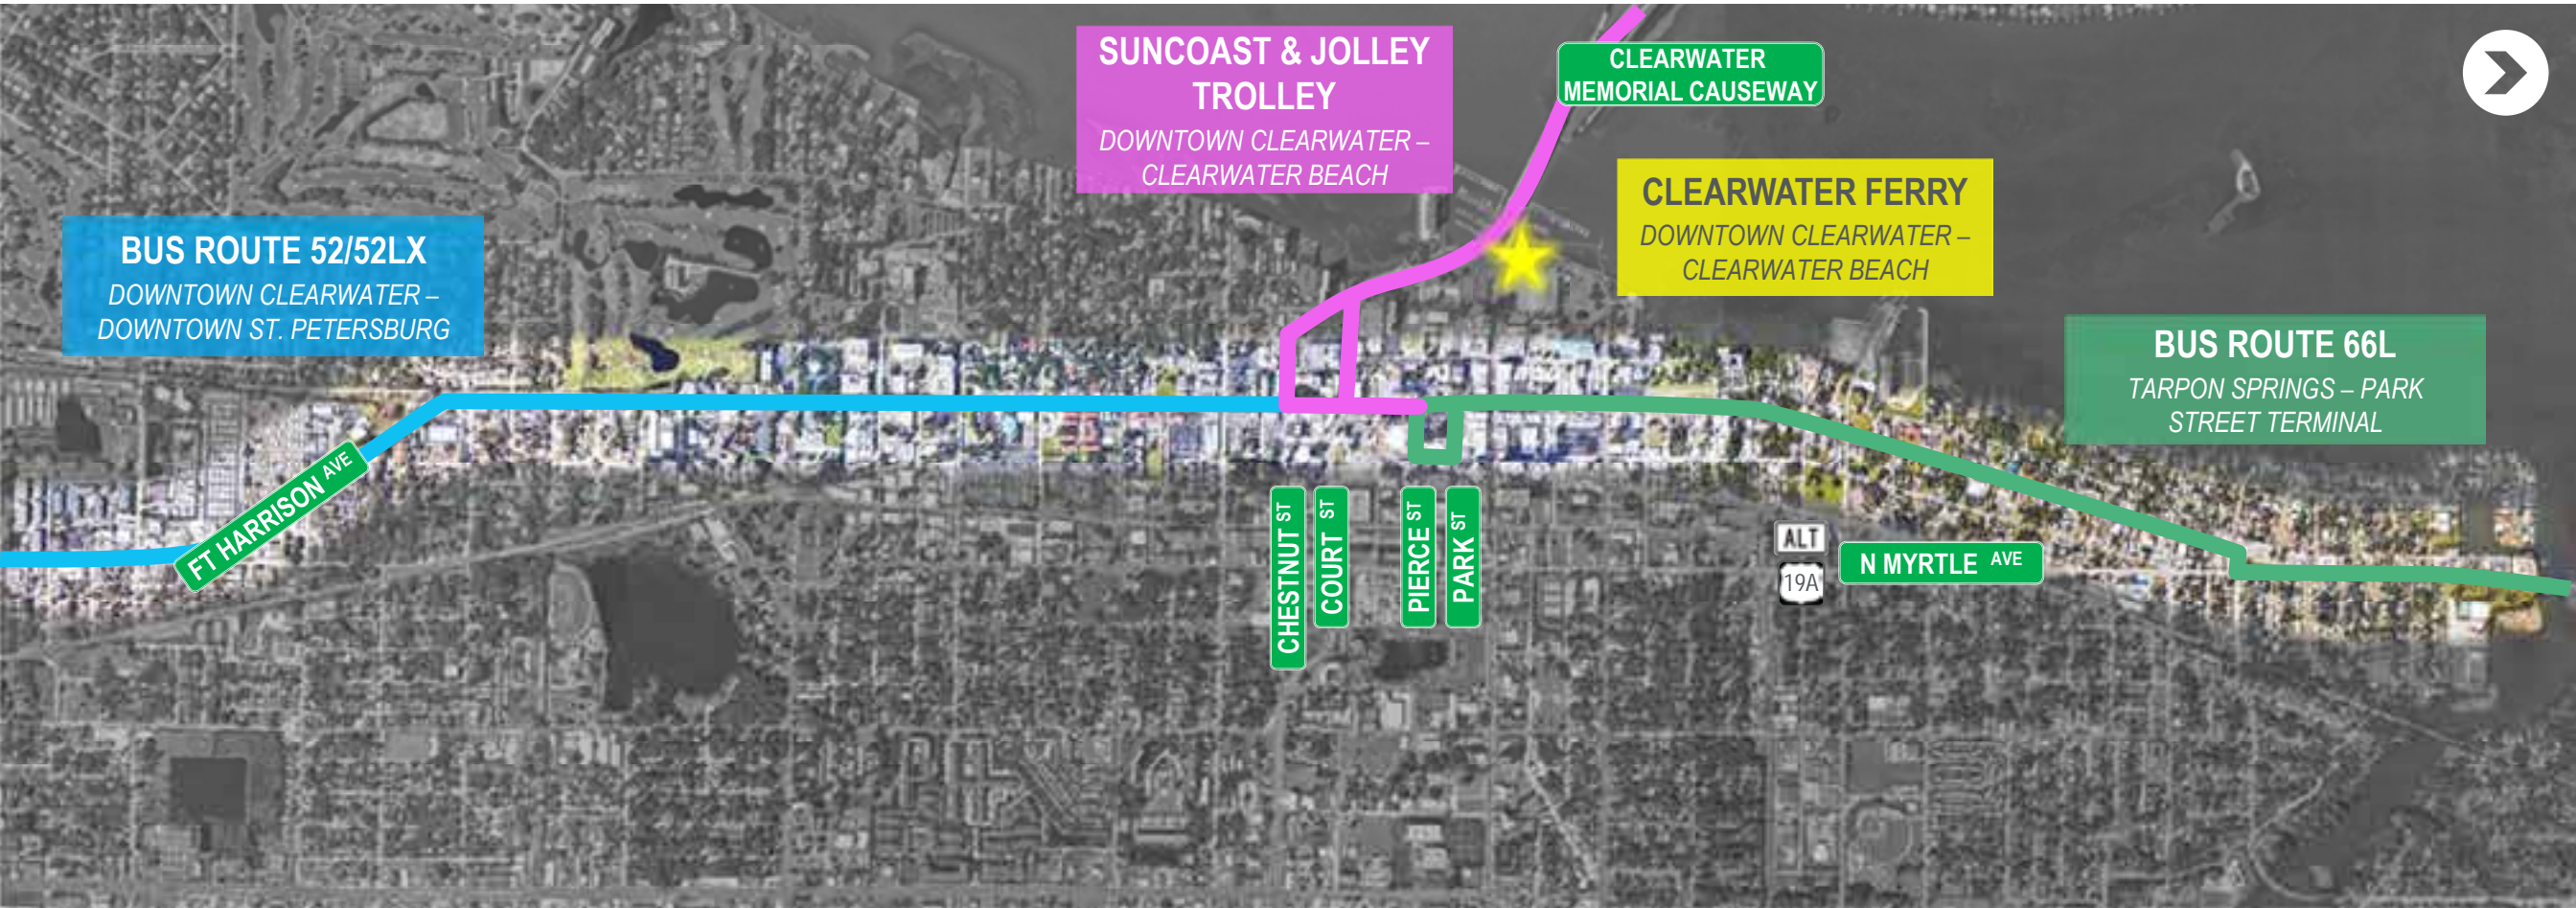 SUNCOAST & JOLLEY
TROLLEY
DOWNTOWN CLEARWATER –
CLEARWATER BEACH
CLEARWATER
MEMORIAL CAUSEWAY
CLEARWATER FERRY
DOWNTOWN CLEARWATER –
CLEARWATER BEACH
BUS ROUTE 52/52LX
DOWNTOWN CLEARWATER –
DOWNTOWN ST. PETERSBURG
BUS ROUTE 66L
TARPON SPRINGS – PARK
STREET TERMINAL
FT HARRISON AVE
CHESTNUT ST
COURT ST
PIERCE ST
PARK ST
ALT
19A
N MYRTLE AVE